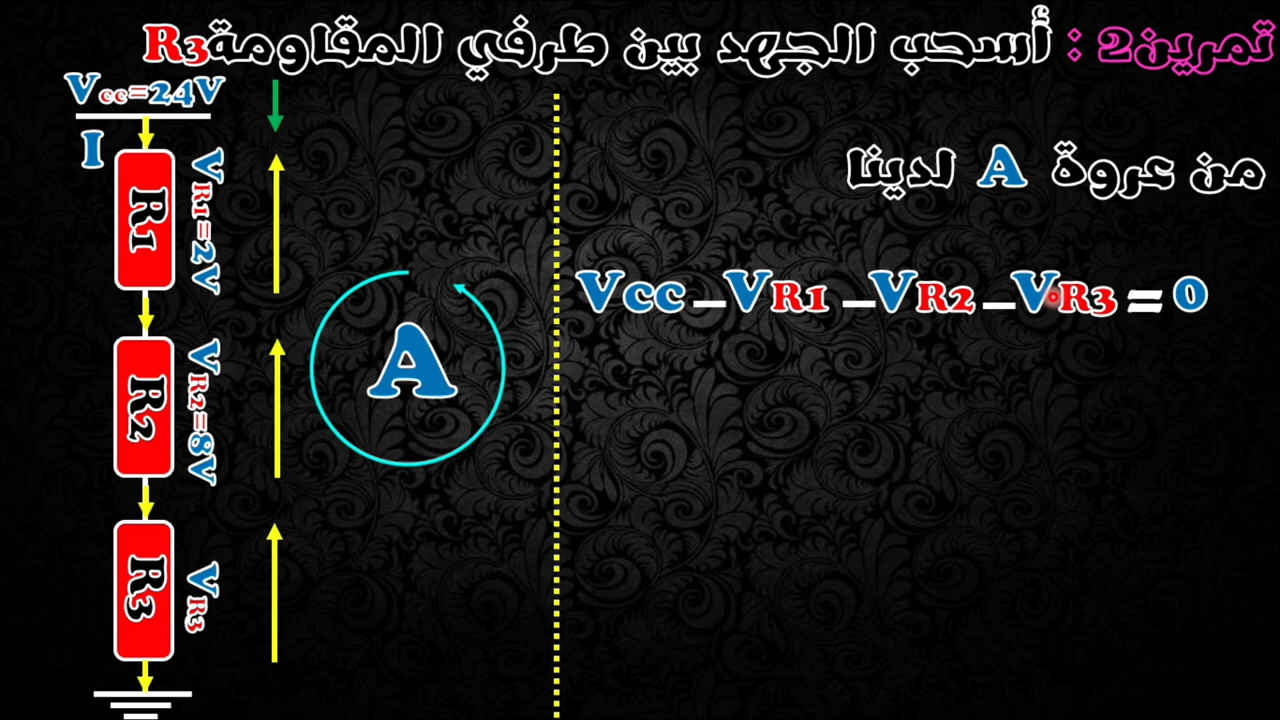 تمرين2 : أسحب الجهد بين طرفي المقاومةR3
Vcc=24V
I
R1
VR1=2V
R2
VR2=8V
R3
VR3
A
من عروة A لدينا
Vcc-VR1-VR2-VR3=0